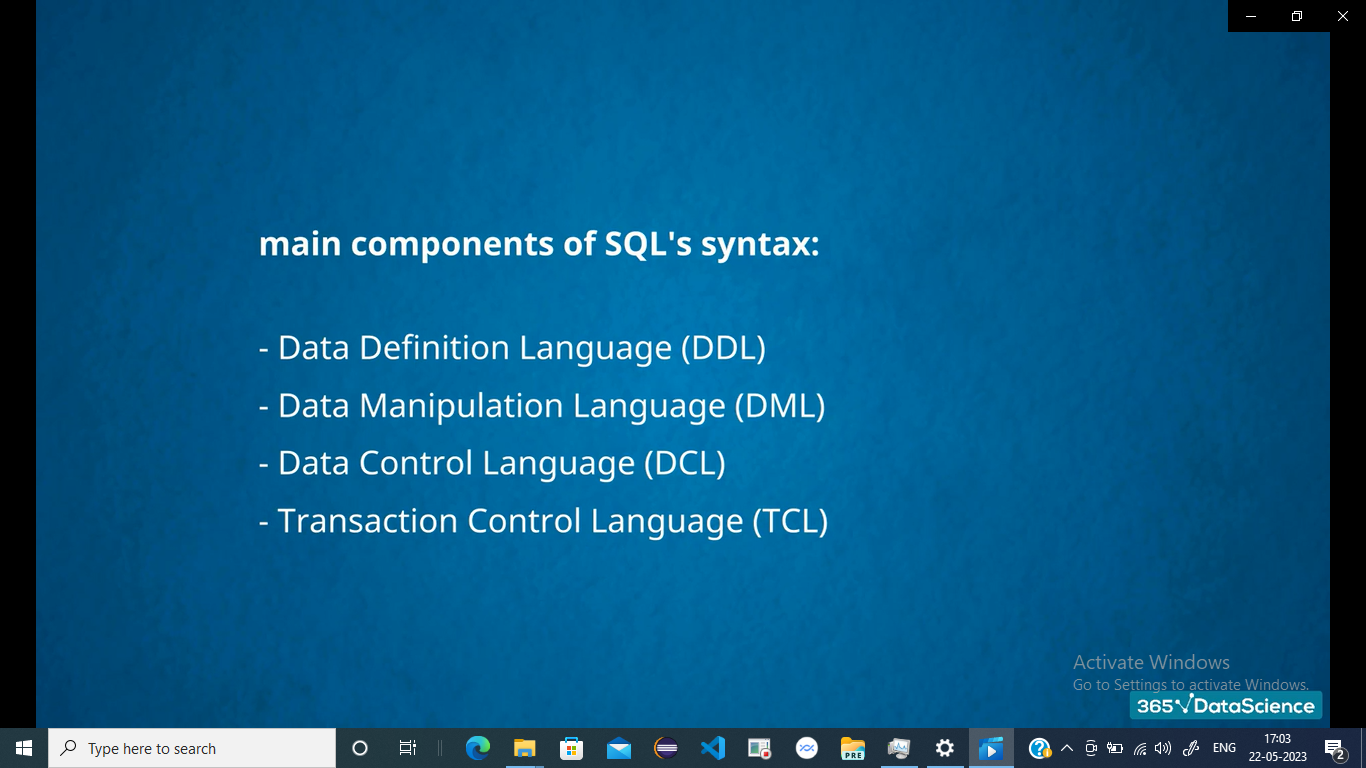 main components of SQL's syntax:
- Data Definition Language (DDL)
- Data Manipulation Language (DML)
- Data Control Language (DCL)
- Transaction Control Language (TCL)
Activate Windows
Go to Settings to activate Windows.
365 DataScience
Type here to search
PRE
ENG
17:03
22-05-2023
2